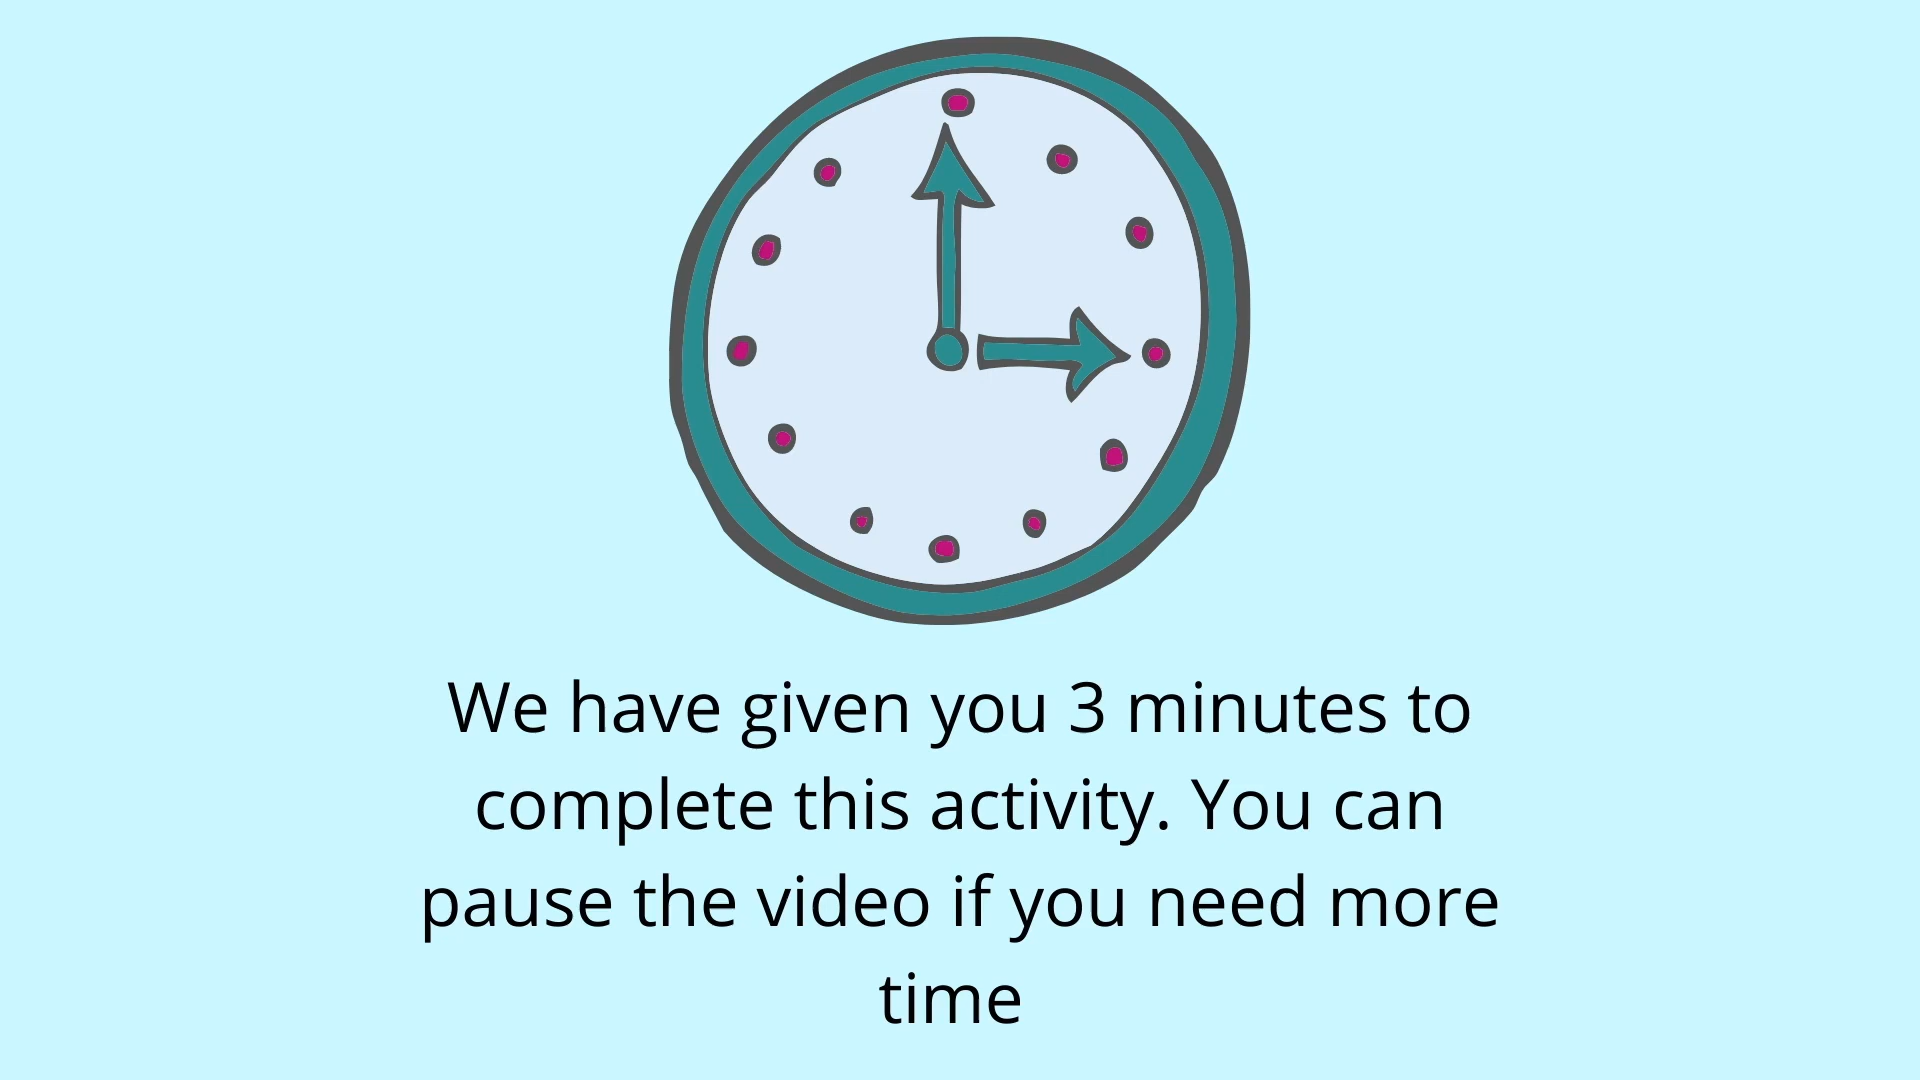 We have given you 3 minutes to
complete this activity. You can
pause the video if you need more
time